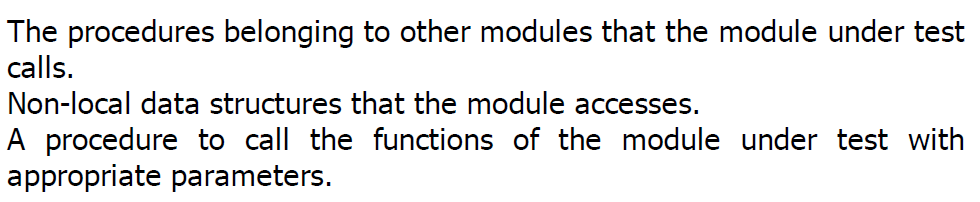 The procedures belonging to other modules that the module under test
calls.
Non-local data structures that the module accesses.
A procedure to call the functions of the module under test with
appropriate parameters.